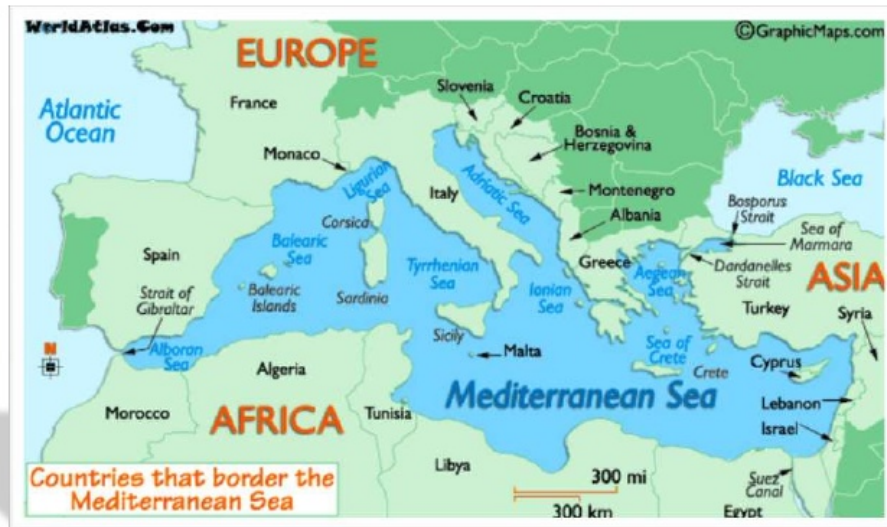 WorldAtlas.Com
©GraphicMaps.com
EUROPE
Atlantic
Ocean
France
Slovenia
Croatia
Bosnia &
Herzegovina
Monaco
Ligurian
Sea
Italy
Adriatic Sea
Montenegro
Albania
Black Sea
Bosporus
Strait
Sea of
Marmara
Dardanelles
Strait
ASIA
Turkey
Syria
Corsica
Balearic
Sea
Spain
Balearic
Islands
Sardinia
Tyrrhenian
Sea
Ionian
Sea
Greece
Aegean
Sea
Strait of
Gibraltar
Alboran
Sea
N
Sicily
Malta
Sea of
Crete
Crete
Cyprus
Lebanon
Israel
Algeria
Morocco
AFRICA
Tunisia
Mediterranean Sea
Libya
Suez
Canal
Egypt
300 mi
300 km
Countries that border the
Mediterranean Sea